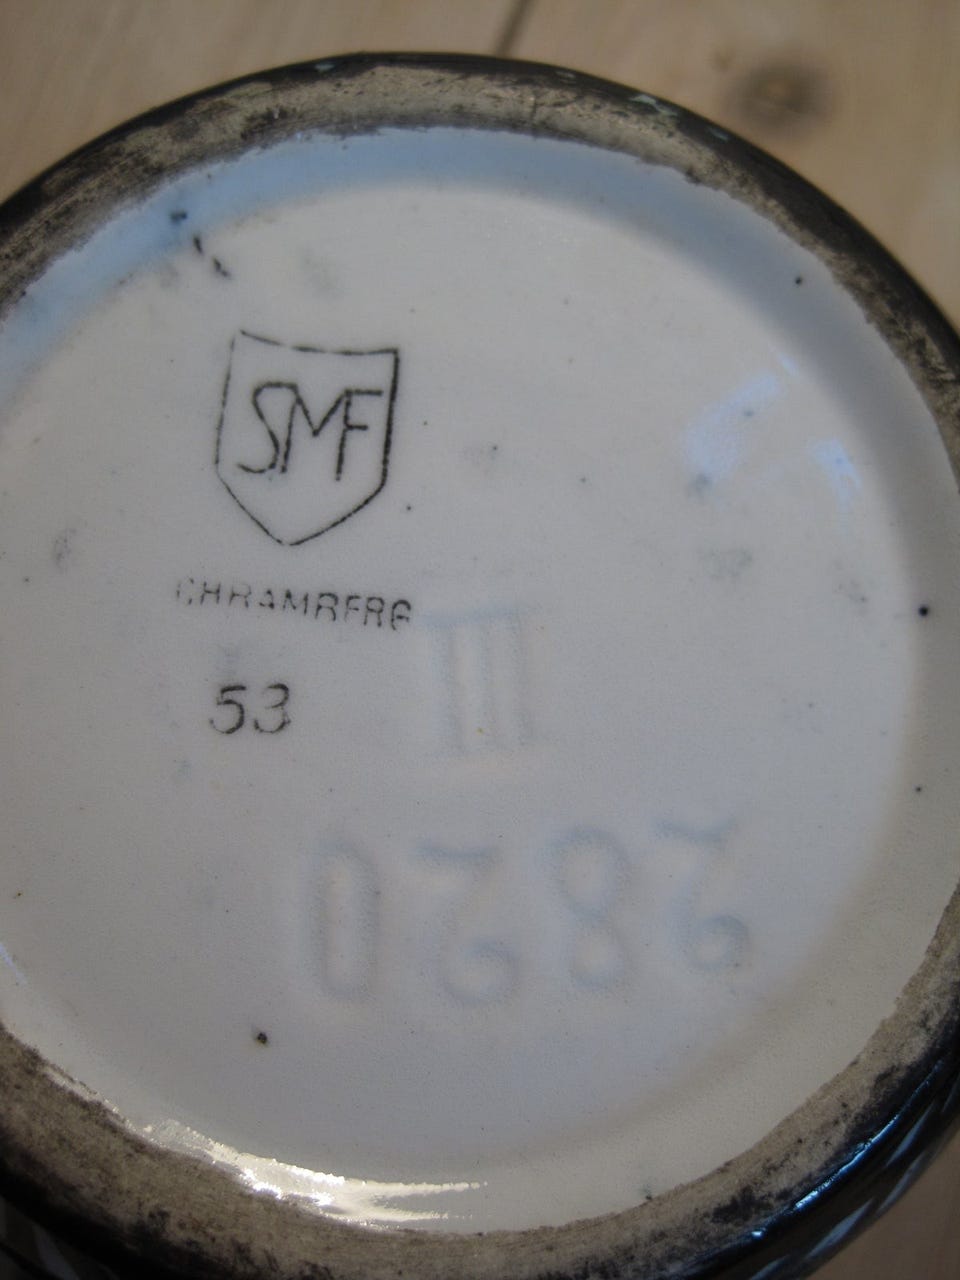 SMF
CHRAMBERG
53
III
2820